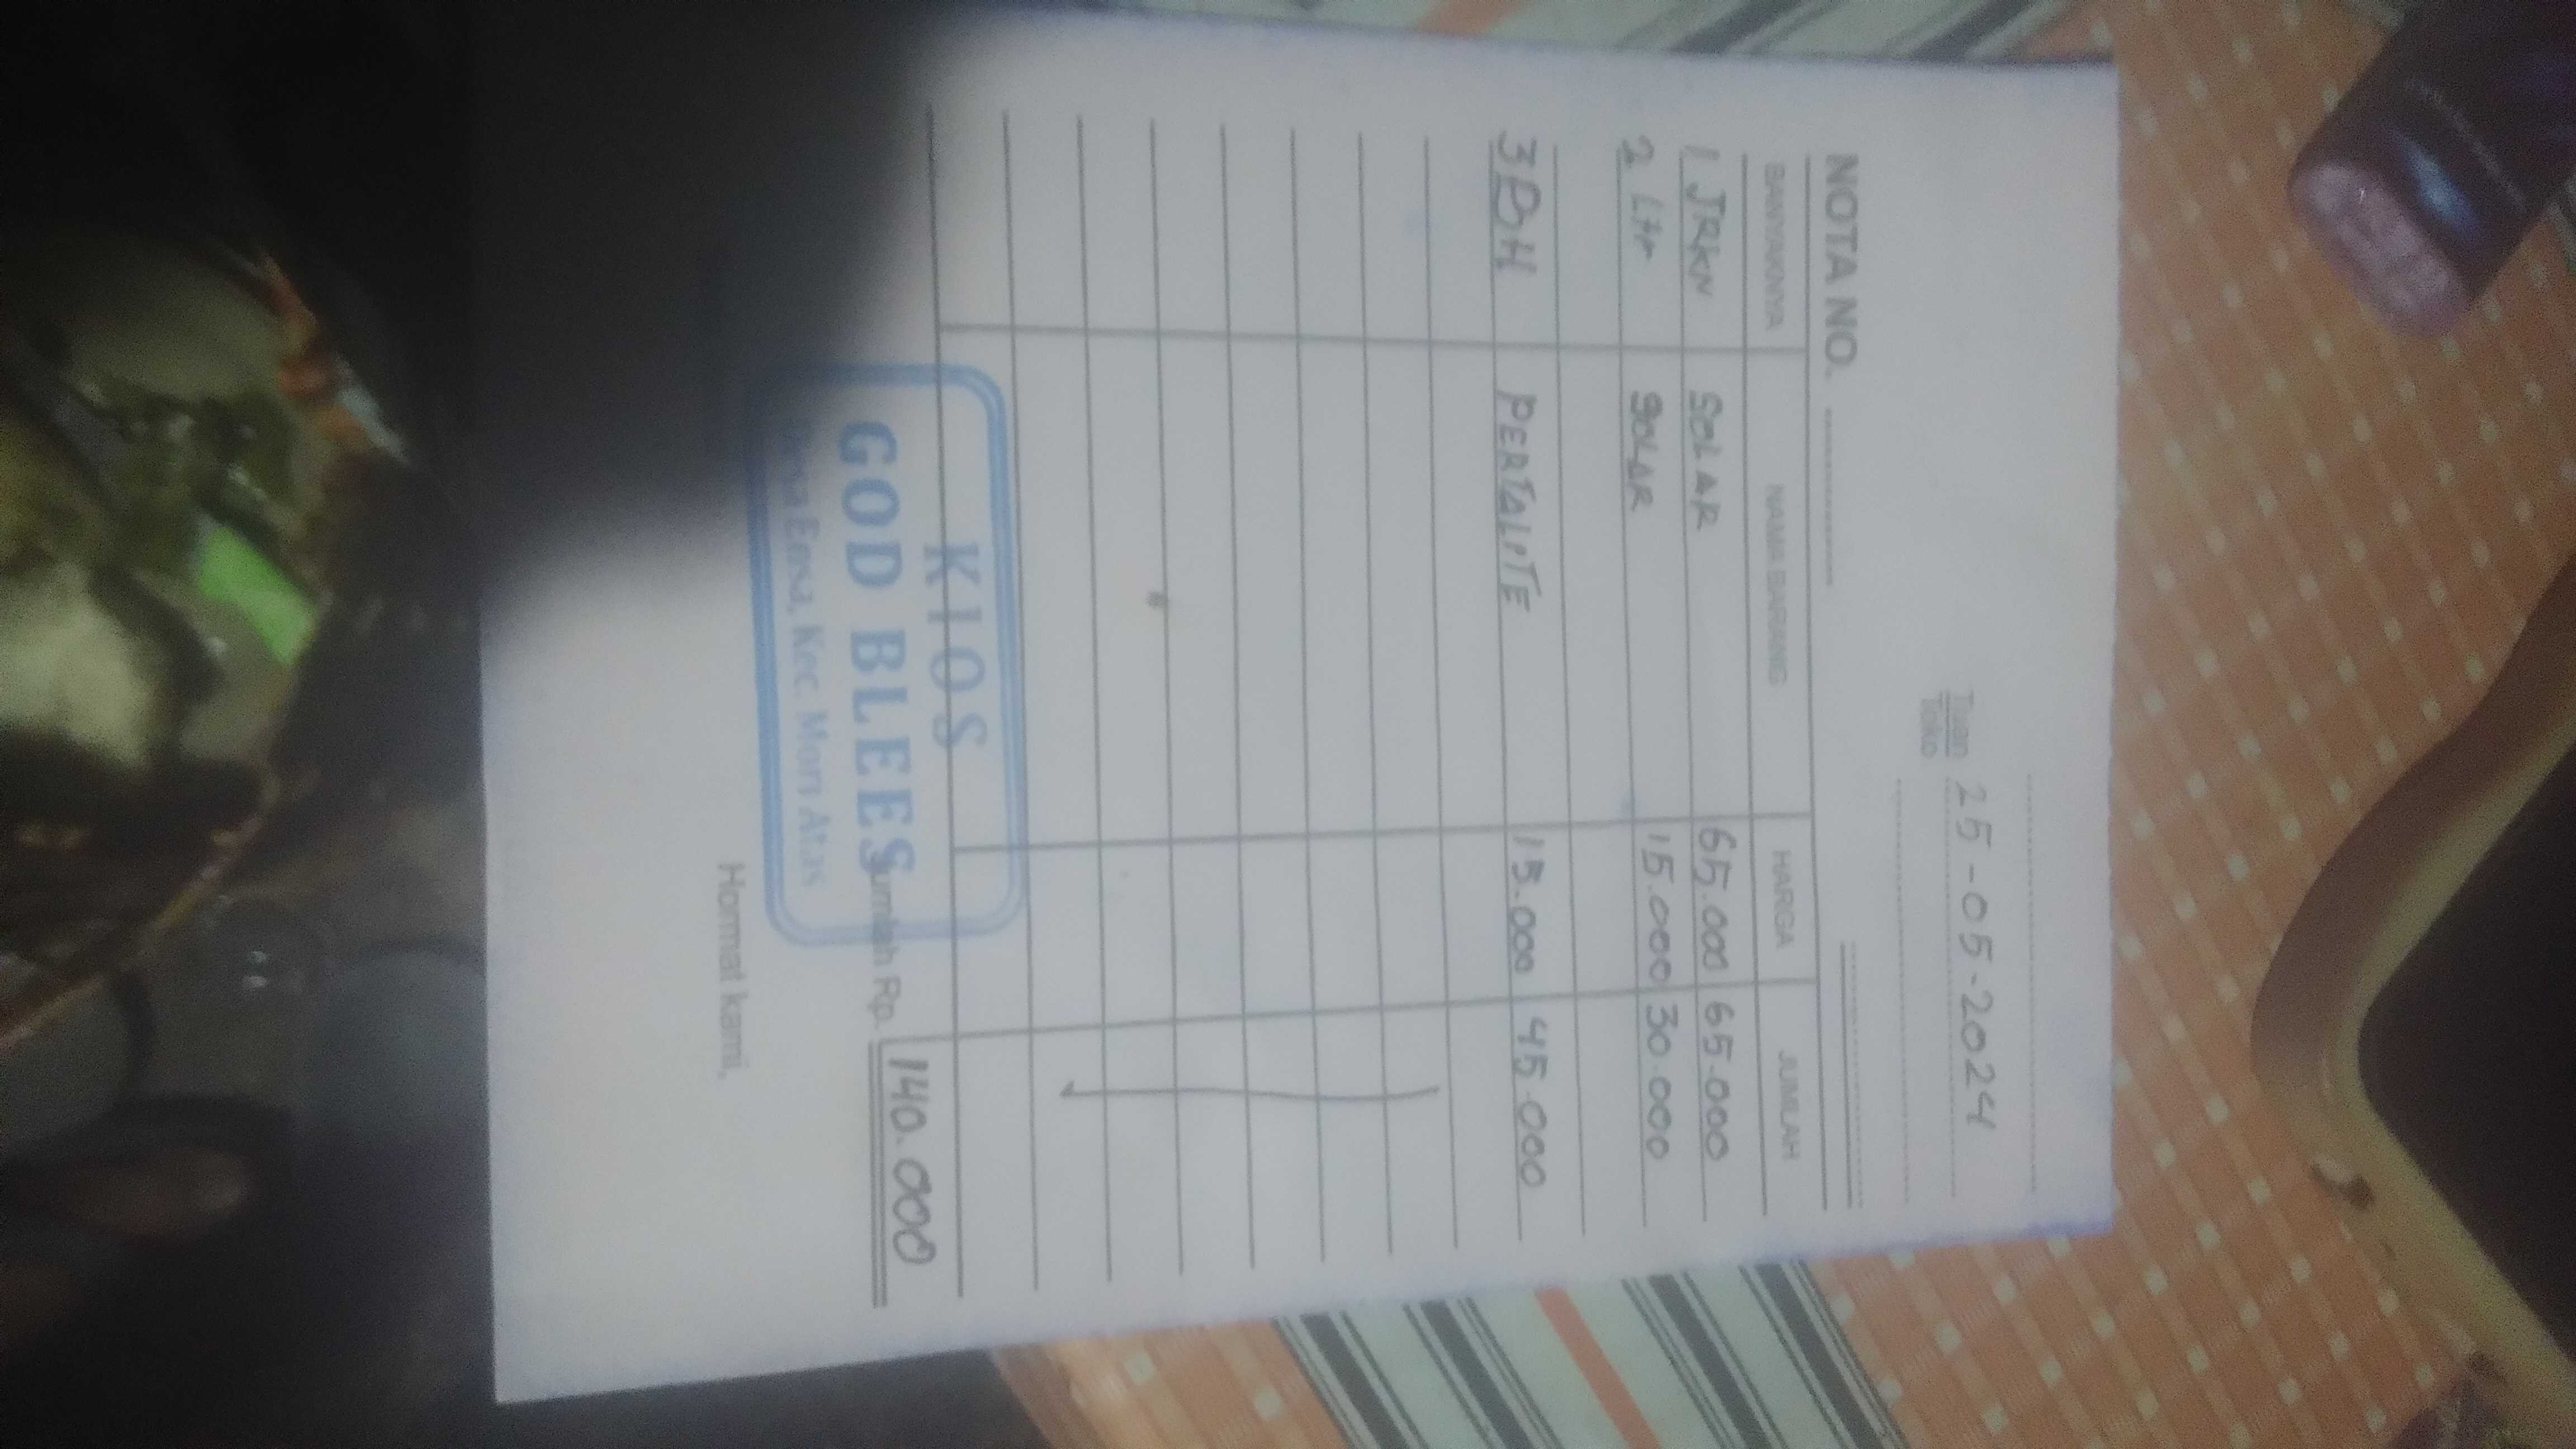 25-05-2024
Tuan
Toko
NOTA NO.
BANYAKNYA NAMA BARANG HARGA JUMLAH
1 JRKN SOLAR 65.000 65.000
2 Ltr SOLAR 15.000 30.000
3 BH PERTALITE 15.000 45.000
Jumlah Rp. 140.000
KIOS
GOD BLEES
Ensa, Kec. Mori Atas
Hormat kami,